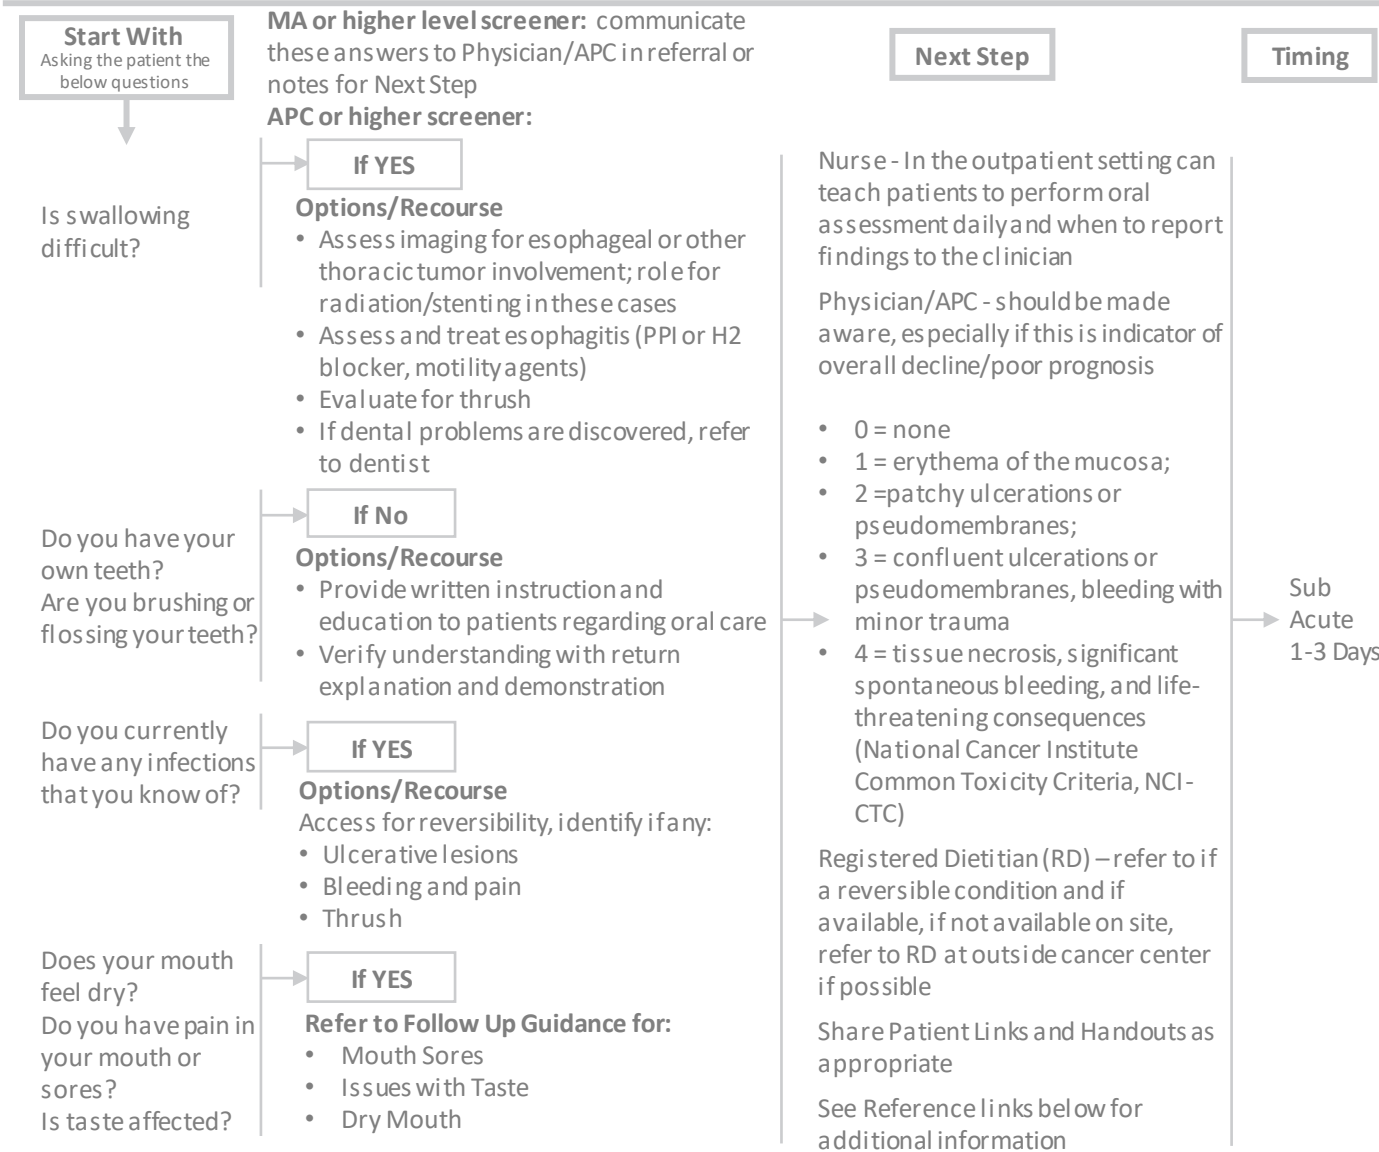 Start With
Asking the patient the
below questions
MA or higher level screener: communicate
these answers to Physician/APC in referral or
notes for Next Step
APC or higher screener:
Next Step
Timing
Is swallowing
difficult?
If YES
Options/Recourse
• Assess imaging for esophageal or other
thoracic tumor involvement; role for
radiation/stenting in these cases
• Assess and treat esophagitis (PPI or H2
blocker, motility agents)
• Evaluate for thrush
• If dental problems are discovered, refer
to dentist
Do you have your
own teeth?
Are you brushing or
flossing your teeth?
If No
Options/Recourse
• Provide written instruction and
education to patients regarding oral care
• Verify understanding with return
explanation and demonstration
Do you currently
have any infections
that you know of?
If YES
Options/Recourse
Access for reversibility, identify if any:
• Ulcerative lesions
• Bleeding and pain
• Thrush
Does your mouth
feel dry?
Do you have pain in
your mouth or
sores?
Is taste affected?
If YES
Refer to Follow Up Guidance for:
• Mouth Sores
• Issues with Taste
• Dry Mouth
Nurse - In the outpatient setting can
teach patients to perform oral
assessment daily and when to report
findings to the clinician
Physician/APC - should be made
aware, especially if this is indicator of
overall decline/poor prognosis
• 0 = none
• 1 = erythema of the mucosa;
• 2 =patchy ulcerations or
pseudomembranes;
• 3 = confluent ulcerations or
pseudomembranes, bleeding with
minor trauma
• 4 = tissue necrosis, significant
spontaneous bleeding, and life-
threatening consequences
(National Cancer Institute
Common Toxicity Criteria, NCI-
CTC)
Registered Dietitian (RD) – refer to if
a reversible condition and if
available, if not available on site,
refer to RD at outside cancer center
if possible
Share Patient Links and Handouts as
appropriate
See Reference links below for
additional information
Sub
Acute
1-3 Days